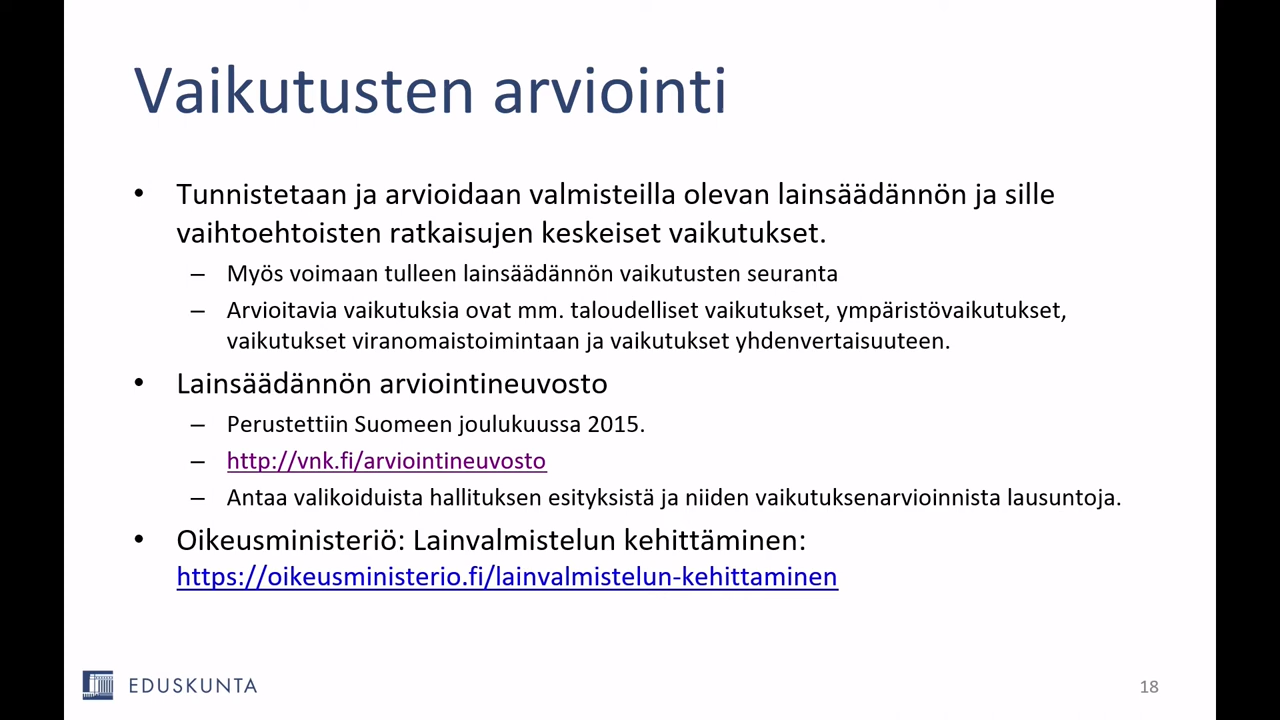 Vaikutusten arviointi
• Tunnistetaan ja arvioidaan valmisteilla olevan lainsäädännön ja sille
vaihtoehtoisten ratkaisujen keskeiset vaikutukset.
– Myös voimaan tulleen lainsäädännön vaikutusten seuranta
– Arvioitavia vaikutuksia ovat mm. taloudelliset vaikutukset, ympäristövaikutukset,
vaikutukset viranomaistoimintaan ja vaikutukset yhdenvertaisuuteen.
• Lainsäädännön arviointineuvosto
– Perustettiin Suomeen joulukuussa 2015.
– http://vnk.fi/arviointineuvosto
– Antaa valikoiduista hallituksen esityksistä ja niiden vaikutuksenarvioinnista lausuntoja.
• Oikeusministeriö: Lainvalmistelun kehittäminen:
https://oikeusministerio.fi/lainvalmistelun-kehittaminen
EDUSKUNTA
18